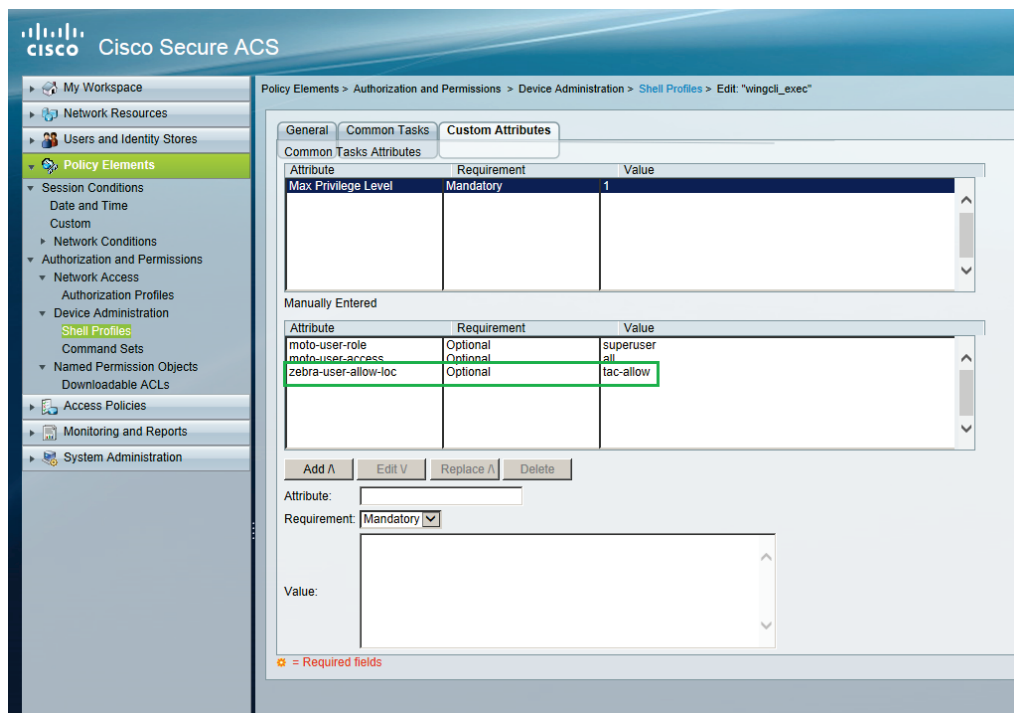 cisco Cisco Secure ACS
My Workspace
Network Resources
Users and Identity Stores
Policy Elements
Session Conditions
Date and Time
Custom
Network Conditions
Authorization and Permissions
Network Access
Authorization Profiles
Device Administration
Shell Profiles
Command Sets
Named Permission Objects
Downloadable ACLs
Access Policies
Monitoring and Reports
System Administration
Policy Elements > Authorization and Permissions > Device Administration > Shell Profiles > Edit: "wingcli_exec"
General Common Tasks Custom Attributes
Common Tasks Attributes
Attribute Requirement Value
Max Privilege Level Mandatory 1
Manually Entered
Attribute Requirement Value
moto-user-role Optional superuser
moto-user-access Optional all
zebra-user-allow-loc Optional tac-allow
Add /\ Edit \/ Replace /\ Delete
Attribute:
Requirement: Mandatory
Value:
= Required fields